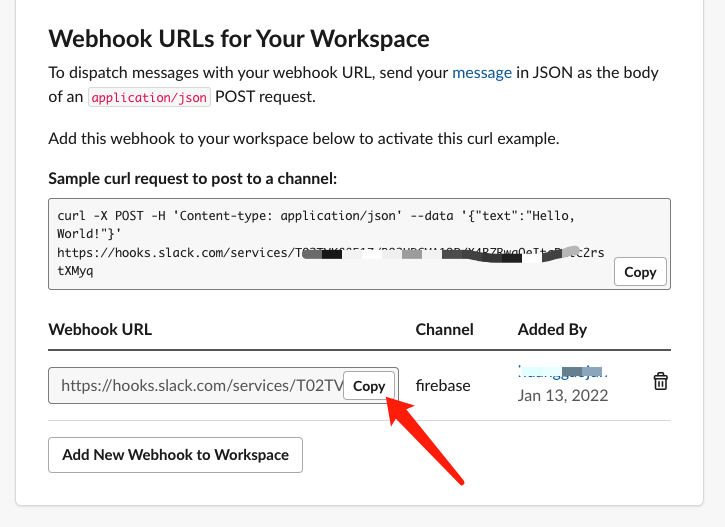 Webhook URLs for Your Workspace
To dispatch messages with your webhook URL, send your message in JSON as the body
of an application/json POST request.
Add this webhook to your workspace below to activate this curl example.
Sample curl request to post to a channel:
curl -X POST -H 'Content-type: application/json' --data '{"text":"Hello,
World!"}'
https://hooks.slack.com/services/
tXMyq
Copy
Webhook URL Channel Added By
https://hooks.slack.com/services/T02TV Copy firebase
Jan 13, 2022
Add New Webhook to Workspace